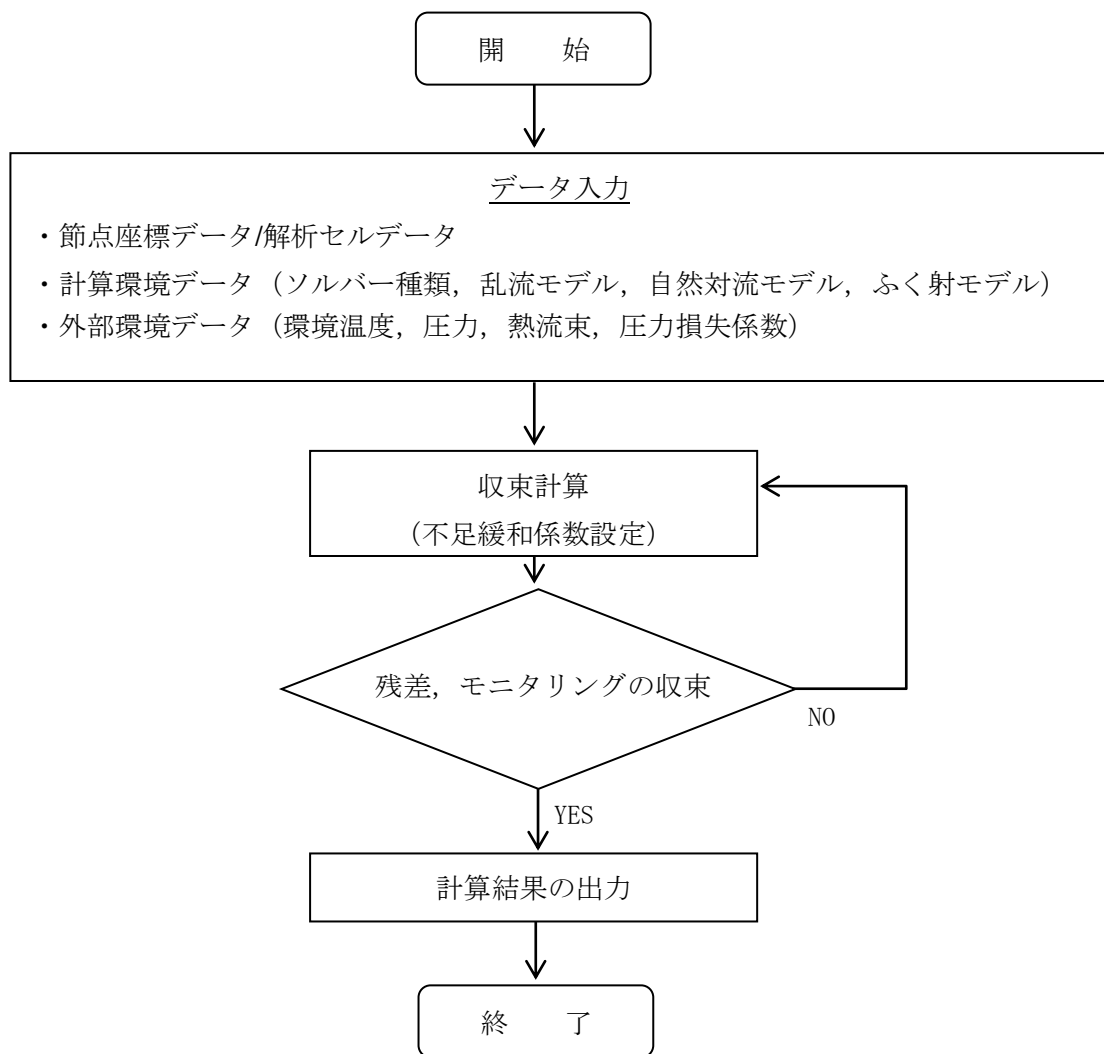 開　　始
データ入力
・節点座標データ/解析セルデータ
・計算環境データ（ソルバー種類，乱流モデル，自然対流モデル，ふく射モデル）
・外部環境データ（環境温度，圧力，熱流束，圧力損失係数）
収束計算
（不足緩和係数設定）
残差，モニタリングの収束
NO
YES
計算結果の出力
終　　了